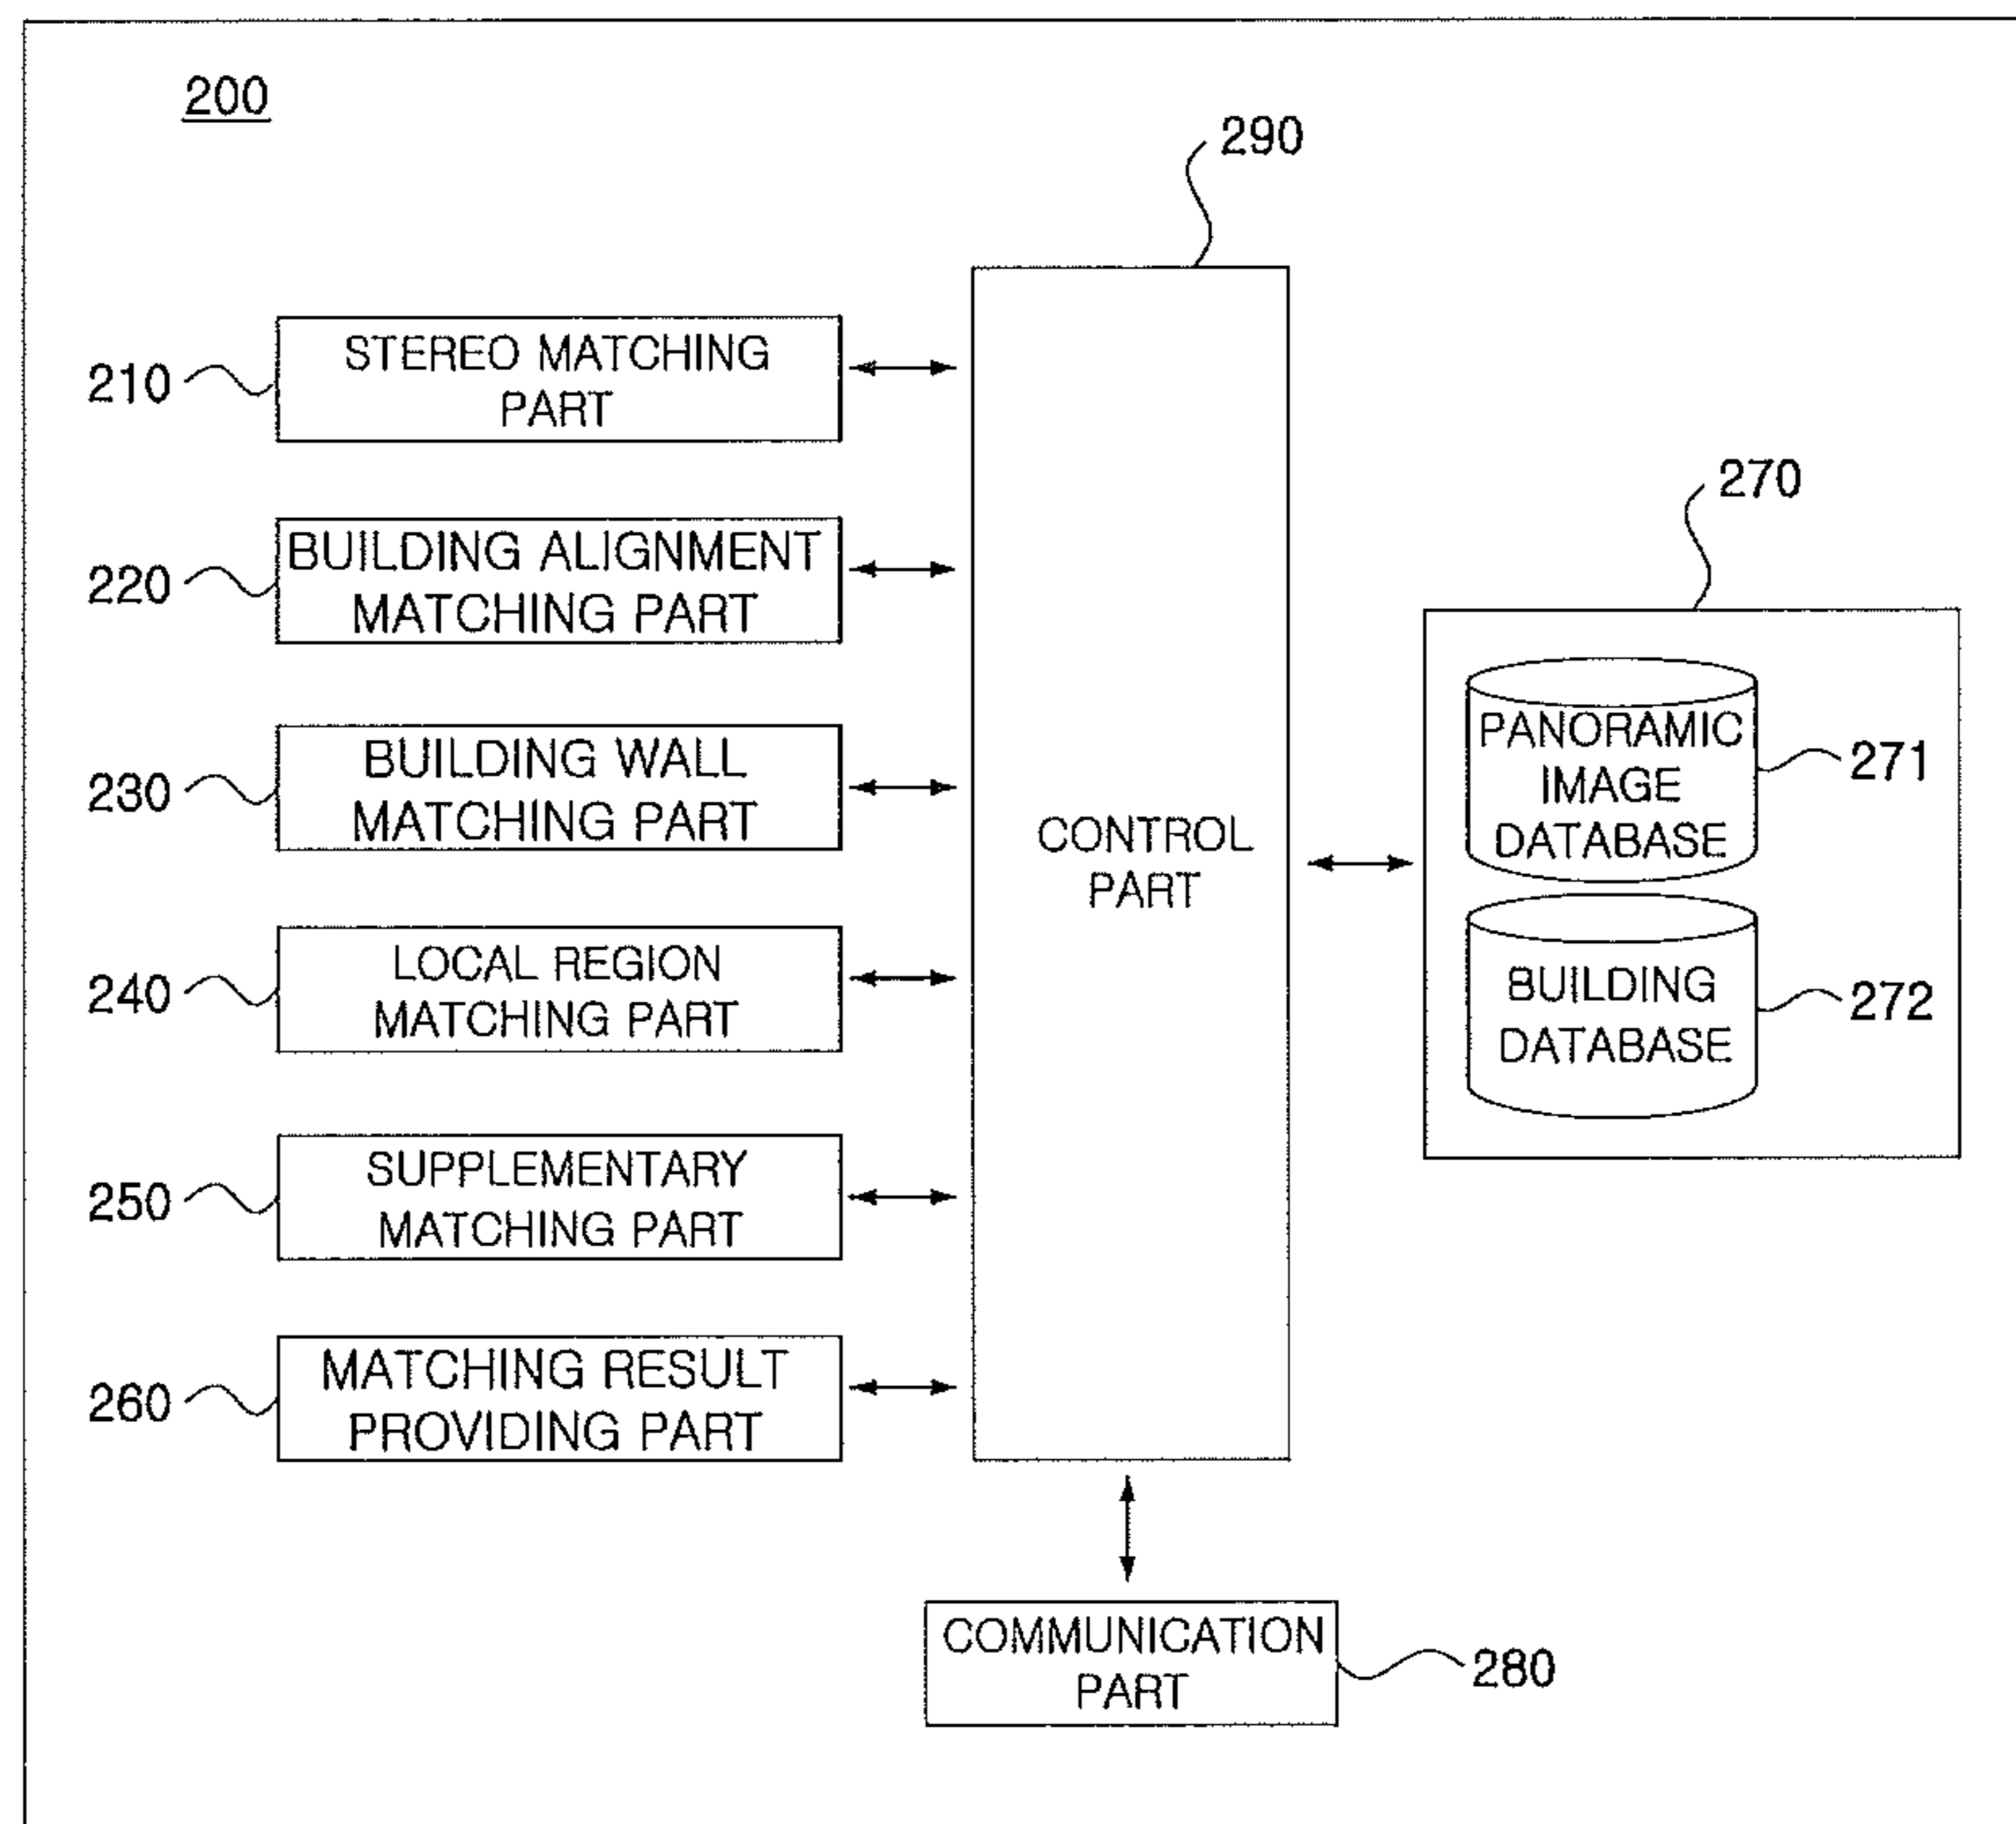 200
290
210
STEREO MATCHING
PART
220
BUILDING ALIGNMENT
MATCHING PART
230
BUILDING WALL
MATCHING PART
240
LOCAL REGION
MATCHING PART
250
SUPPLEMENTARY
MATCHING PART
260
MATCHING RESULT
PROVIDING PART
CONTROL
PART
270
PANORAMIC
IMAGE
DATABASE
271
BUILDING
DATABASE
272
COMMUNICATION
PART
280